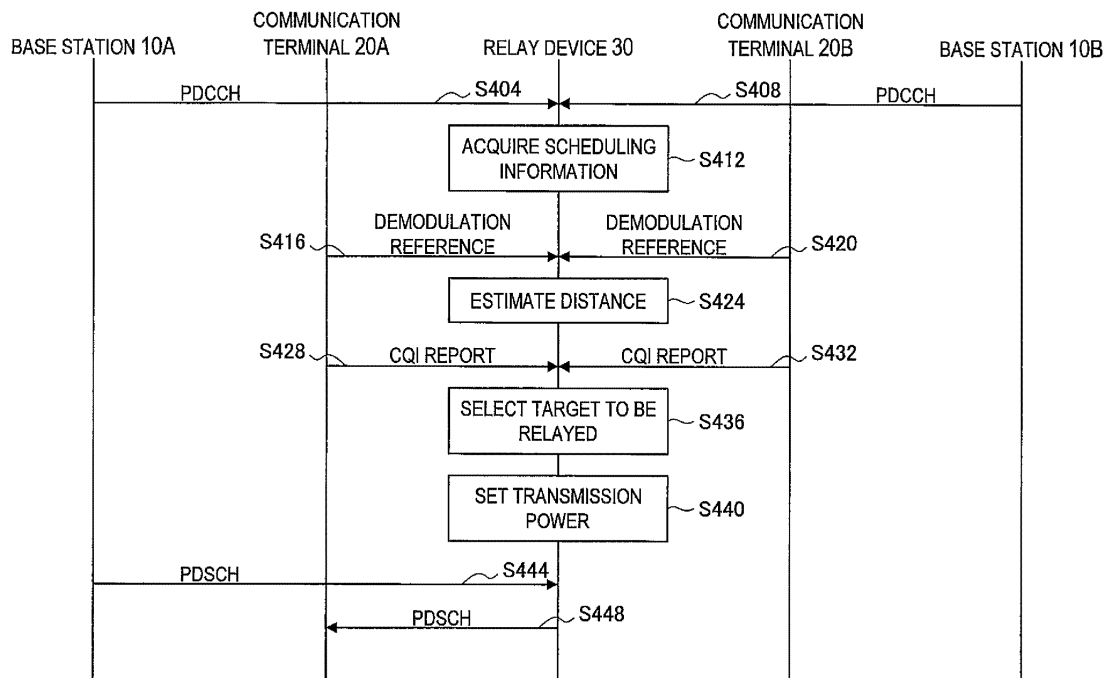 BASE STATION 10A
COMMUNICATION
TERMINAL 20A
RELAY DEVICE 30
COMMUNICATION
TERMINAL 20B
BASE STATION 10B
PDCCH
S404
S408
PDCCH
ACQUIRE SCHEDULING
INFORMATION
S412
S416
DEMODULATION
REFERENCE
DEMODULATION
REFERENCE
S420
ESTIMATE DISTANCE
S424
S428
CQI REPORT
CQI REPORT
S432
SELECT TARGET TO BE
RELAYED
S436
SET TRANSMISSION
POWER
S440
PDSCH
S444
PDSCH
S448